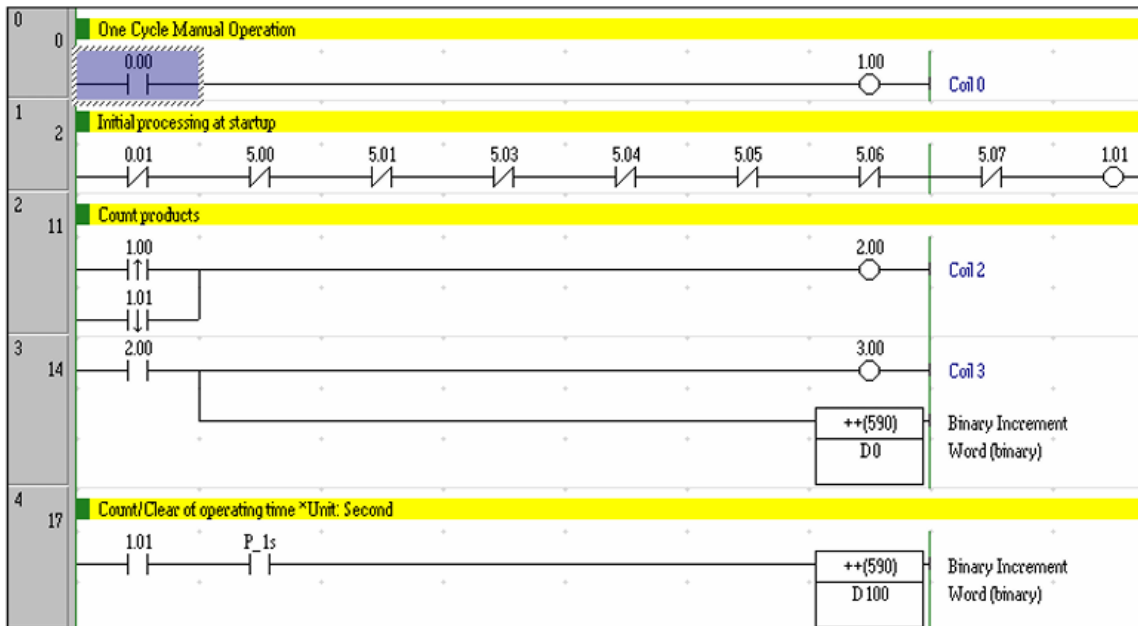 0
0
One Cycle Manual Operation
0.00 1.00
Coil 0
1
2
Initial processing at startup
0.01 5.00 5.01 5.03 5.04 5.05 5.06 5.07 1.01
2
11
Count products
1.00 2.00
Coil 2
1.01
3
2.00 3.00
14
Coil 3
++(590) Binary Increment
D0 Word (binary)
4
17
Count/Clear of operating time *Unit: Second
1.01 P_1s
++(590) Binary Increment
D100 Word (binary)